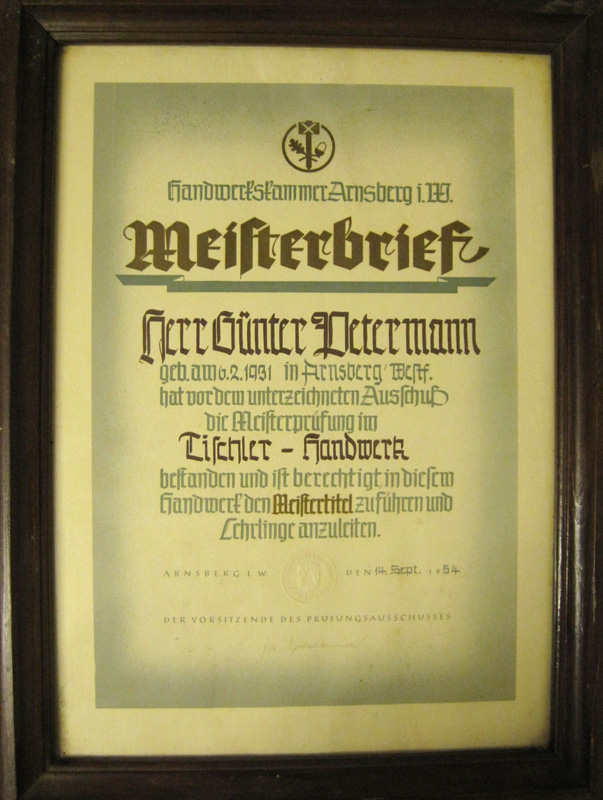 Handwerkskammer Arnsberg i.W.
Meisterbrief
Herr Günter Petermann
geb. am 6.2.1931 in Arnsberg Westf.
hat vor dem unterzeichneten Ausschuß
die Meisterprüfung im
Tischler - Handwerk
bestanden und ist berechtigt in diesem
Handwerk den Meistertitel zu führen und
Lehrlinge anzuleiten.
ARNSBERG I. W. DEN 14. Sept. 1954
DER VORSITZENDE DES PRÜFUNGSAUSSCHUSSES